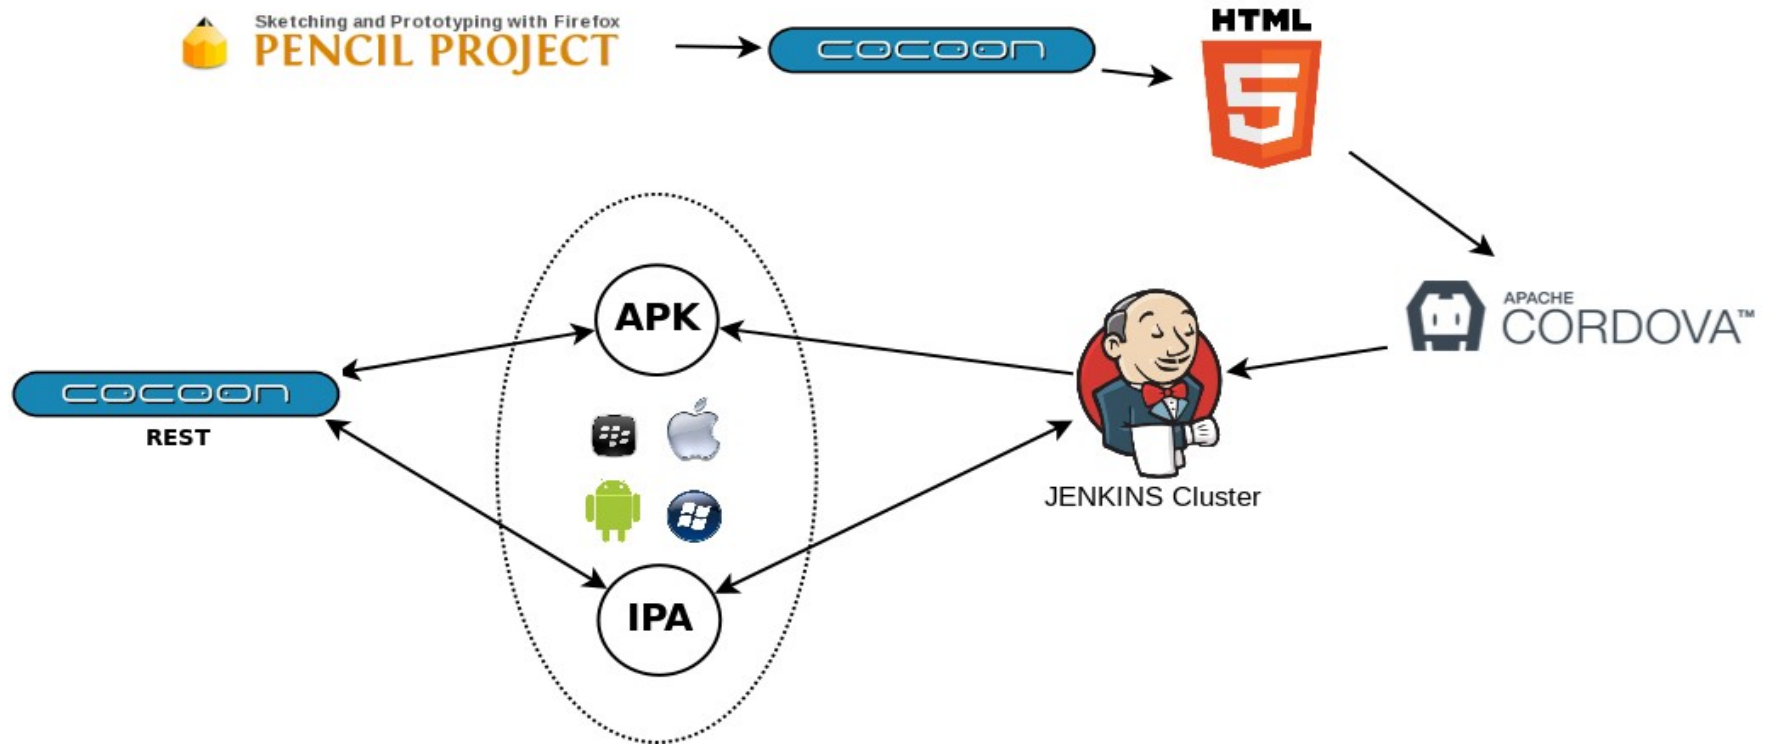 Sketching and Prototyping with Firefox
PENCIL PROJECT
COCOON
HTML
5
APACHE
CORDOVA™
APK
COCOON
REST
JENKINS Cluster
IPA